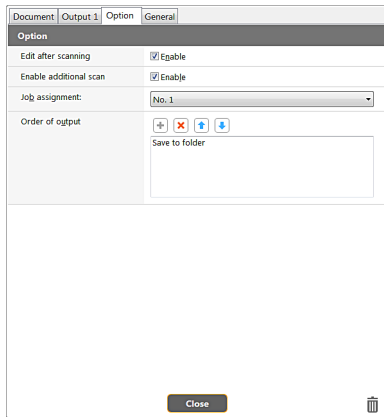 Document Output 1 Option General
Option
Edit after scanning Enable
Enable additional scan Enable
Job assignment: No. 1
Order of output
Save to folder
Close